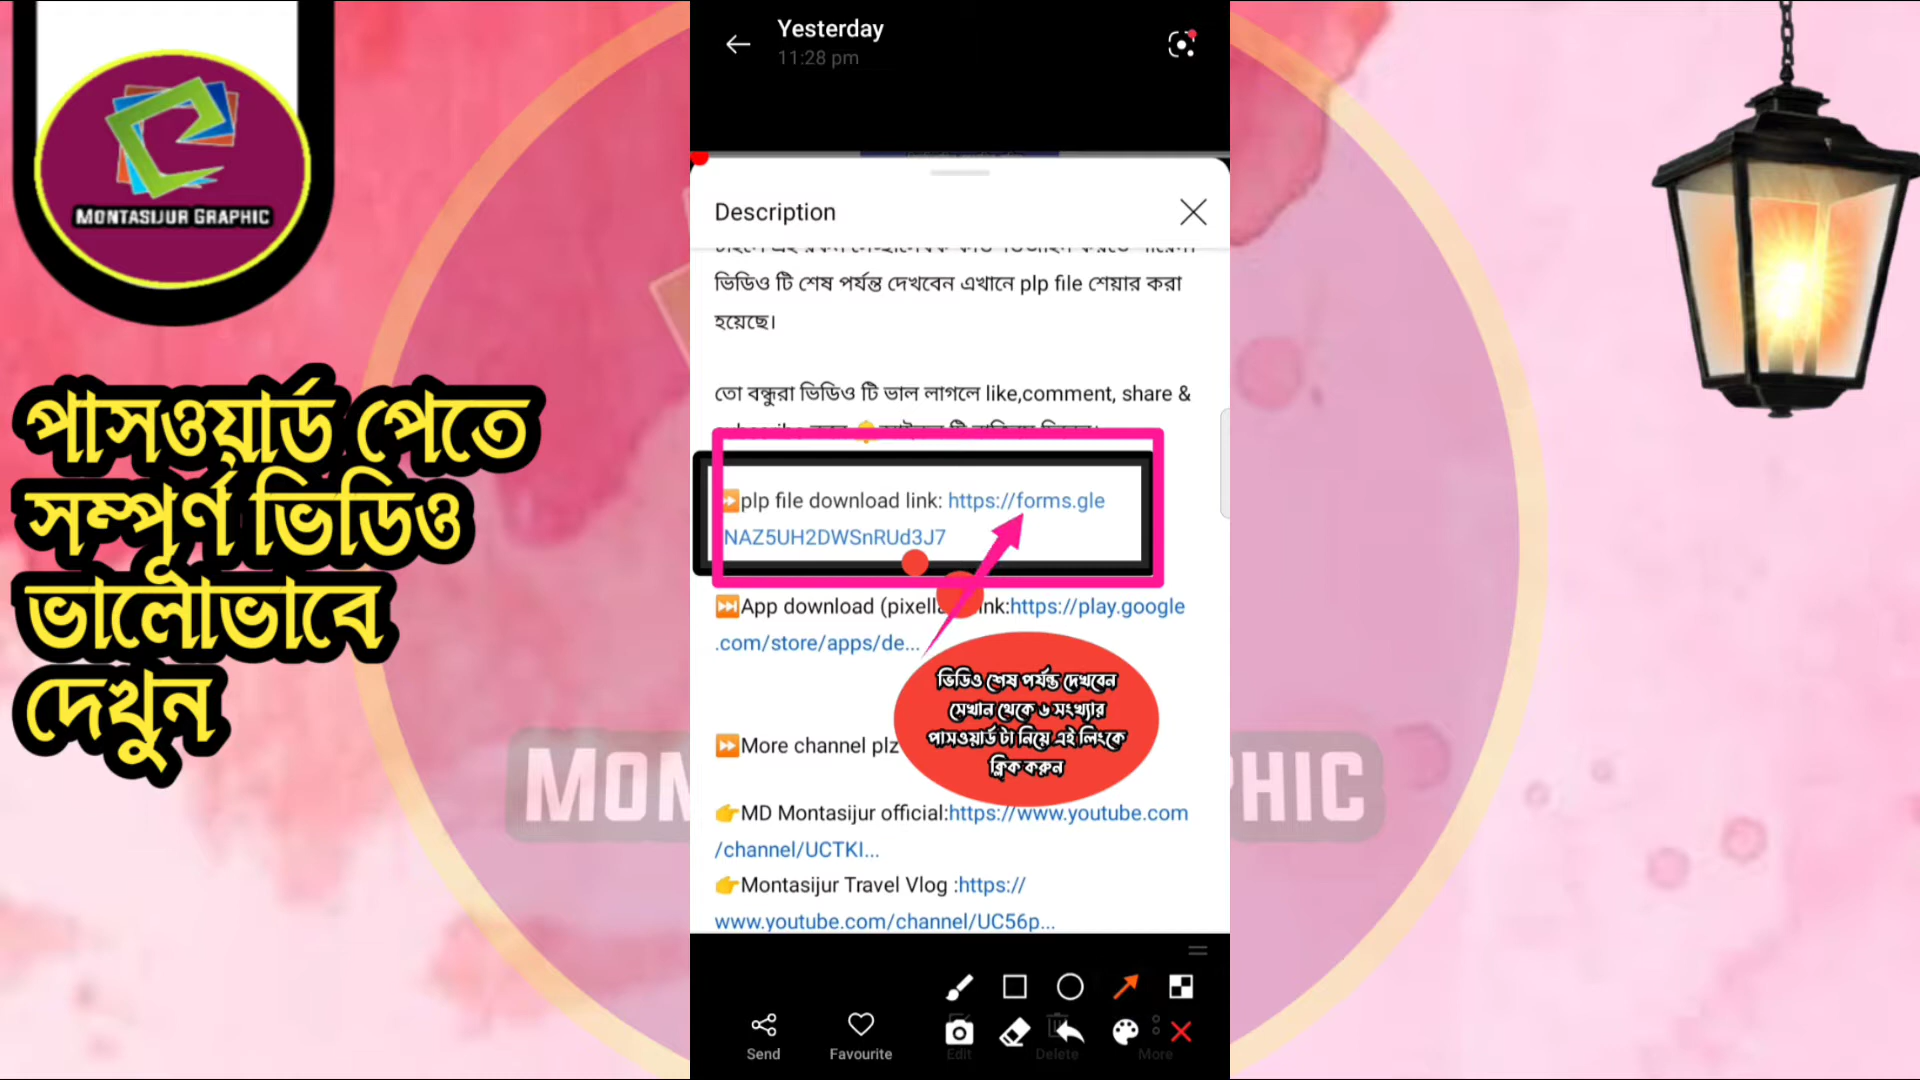 MONTASIJUR GRAPHIC
পাসওয়ার্ড পেতে
সম্পূর্ণ ভিডিও
ভালোভাবে
দেখুন
Yesterday
11:28 pm
Description
ভিডিও টি শেষ পর্যন্ত দেখবেন এখানে plp file শেয়ার করা
হয়েছে।
তো বন্ধুরা ভিডিও টি ভাল লাগলে like,comment, share &
⏩plp file download link: https://forms.gle
NAZ5UH2DWSnRUd3J7
⏭App download (pixella nk:https://play.google
.com/store/apps/de...
ভিডিও শেষ পর্যন্ত দেখবেন
সেখান থেকে ৬ সংখ্যার
পাসওয়ার্ড টা নিয়ে এই লিংকে
ক্লিক করুন
⏩More channel plz
👉MD Montasijur official:https://www.youtube.com
/channel/UCTKI...
👉Montasijur Travel Vlog :https://
www.youtube.com/channel/UC56p...
MON
PHIC
Send
Favourite
Edit
Delete
More